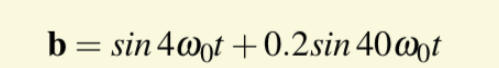 b = sin 4ω₀t + 0.2sin 40ω₀t